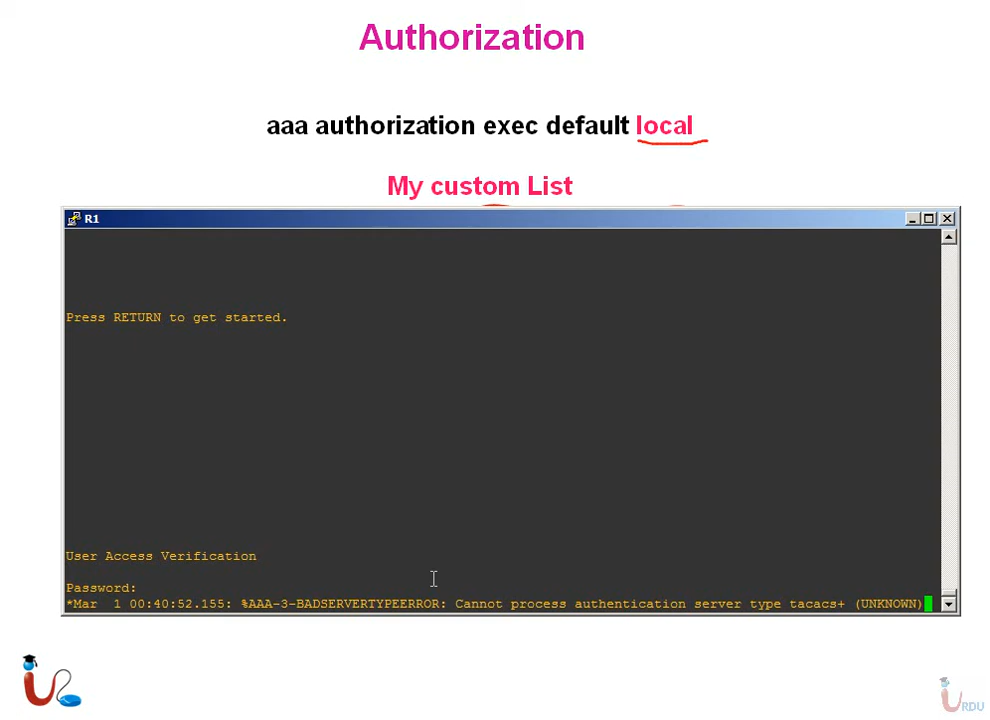 Authorization
aaa authorization exec default local
My custom List
R1
Press RETURN to get started.
User Access Verification
Password:
*Mar  1 00:40:52.155: %AAA-3-BADSERVERTYPEERROR: Cannot process authentication server type tacacs+ (UNKNOWN)
URDU